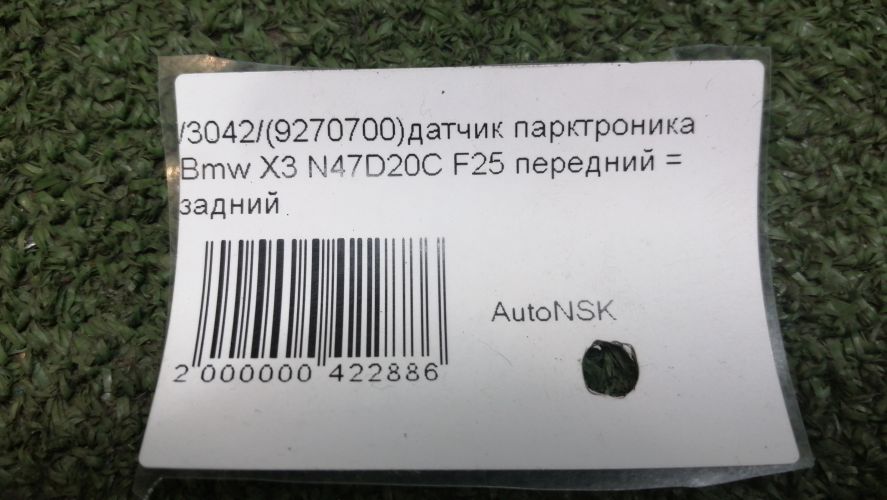 /3042/(9270700)датчик парктроника
Bmw X3 N47D20C F25 передний =
задний
AutoNSK
2 000000 422886